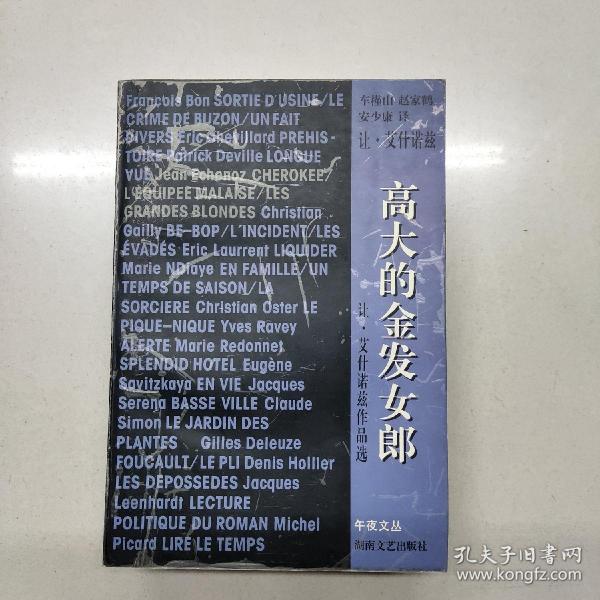 François Bon SORTIE D'USINE/LE
CRIME DE BUZON/UN FAIT
DIVERS Eric Chevillard PREHIS-
TOIRE Patrick Deville LONGUE
VUE Jean Echenoz CHEROKEE/
L'EQUIPEE MALAISE/LES
GRANDES BLONDES Christian
Gailly BE-BOP/L'INCIDENT/LES
ÉVADÉS Eric Laurrent LIQUIDER
Marie NDiaye EN FAMILLE/UN
TEMPS DE SAISON/LA
SORCIERE Christian Oster LE
PIQUE-NIQUE Yves Ravey
ALERTE Marie Redonnet
SPLENDID HOTEL Eugène
Savitzkaya EN VIE Jacques
Serena BASSE VILLE Claude
Simon LE JARDIN DES
PLANTES Gilles Deleuze
FOUCAULT/LE PLI Denis Hollier
LES DEPOSSEDES Jacques
Leenhardt LECTURE
POLITIQUE DU ROMAN Michel
Picard LIRE LE TEMPS
车槿山 赵家鹤
安少康 译
让·艾什诺兹
高大的金发女郎
让·艾什诺兹作品选
午夜文丛
湖南文艺出版社
孔夫子旧书网
www.kongfz.com